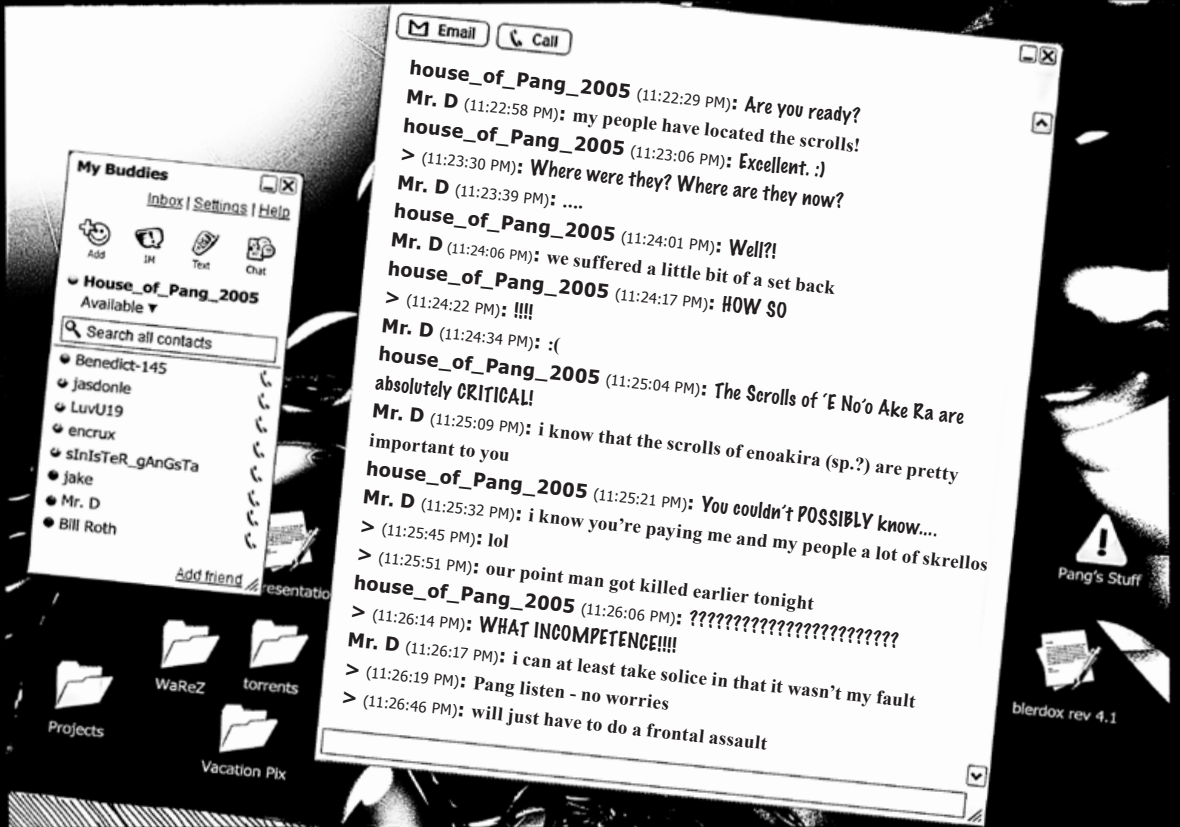 Email
Call
house_of_Pang_2005 (11:22:29 PM): Are you ready?
Mr. D (11:22:58 PM): my people have located the scrolls!
house_of_Pang_2005 (11:23:06 PM): Excellent. :)
> (11:23:30 PM): Where were they? Where are they now?
Mr. D (11:23:39 PM): ....
house_of_Pang_2005 (11:24:01 PM): Well?!
Mr. D (11:24:06 PM): we suffered a little bit of a set back
house_of_Pang_2005 (11:24:17 PM): HOW SO
> (11:24:22 PM): !!!!
Mr. D (11:24:34 PM): :(
house_of_Pang_2005 (11:25:04 PM): The Scrolls of ‘E No’o Ake Ra are
absolutely CRITICAL!
Mr. D (11:25:09 PM): i know that the scrolls of enoakira (sp.?) are pretty
important to you
house_of_Pang_2005 (11:25:21 PM): You couldn’t POSSIBLY know....
Mr. D (11:25:32 PM): i know you’re paying me and my people a lot of skrellos
> (11:25:45 PM): lol
> (11:25:51 PM): our point man got killed earlier tonight
house_of_Pang_2005 (11:26:06 PM): ????????????????????????
> (11:26:14 PM): WHAT INCOMPETENCE!!!!
Mr. D (11:26:17 PM): i can at least take solice in that it wasn’t my fault
> (11:26:19 PM): Pang listen - no worries
> (11:26:46 PM): will just have to do a frontal assault
My Buddies
Inbox | Settings | Help
Add
IM
Text
Chat
House_of_Pang_2005
Available ▼
Search all contacts
Benedict-145
jasdonle
LuvU19
encrux
sInIsTeR_gAnGsTa
jake
Mr. D
Bill Roth
Add friend
resentatio
WaReZ
torrents
Projects
Vacation Pix
Pang's Stuff
blerdox rev 4.1